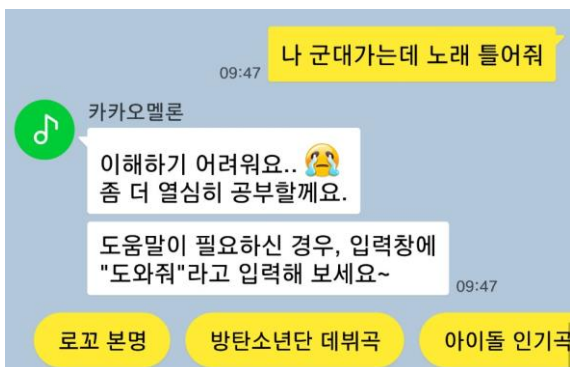 나 군대가는데 노래 틀어줘
09:47
카카오멜론
이해하기 어려워요.. 😭
좀 더 열심히 공부할께요.
도움말이 필요하신 경우, 입력창에
"도와줘"라고 입력해 보세요~
09:47
로꼬 본명
방탄소년단 데뷔곡
아이돌 인기곡